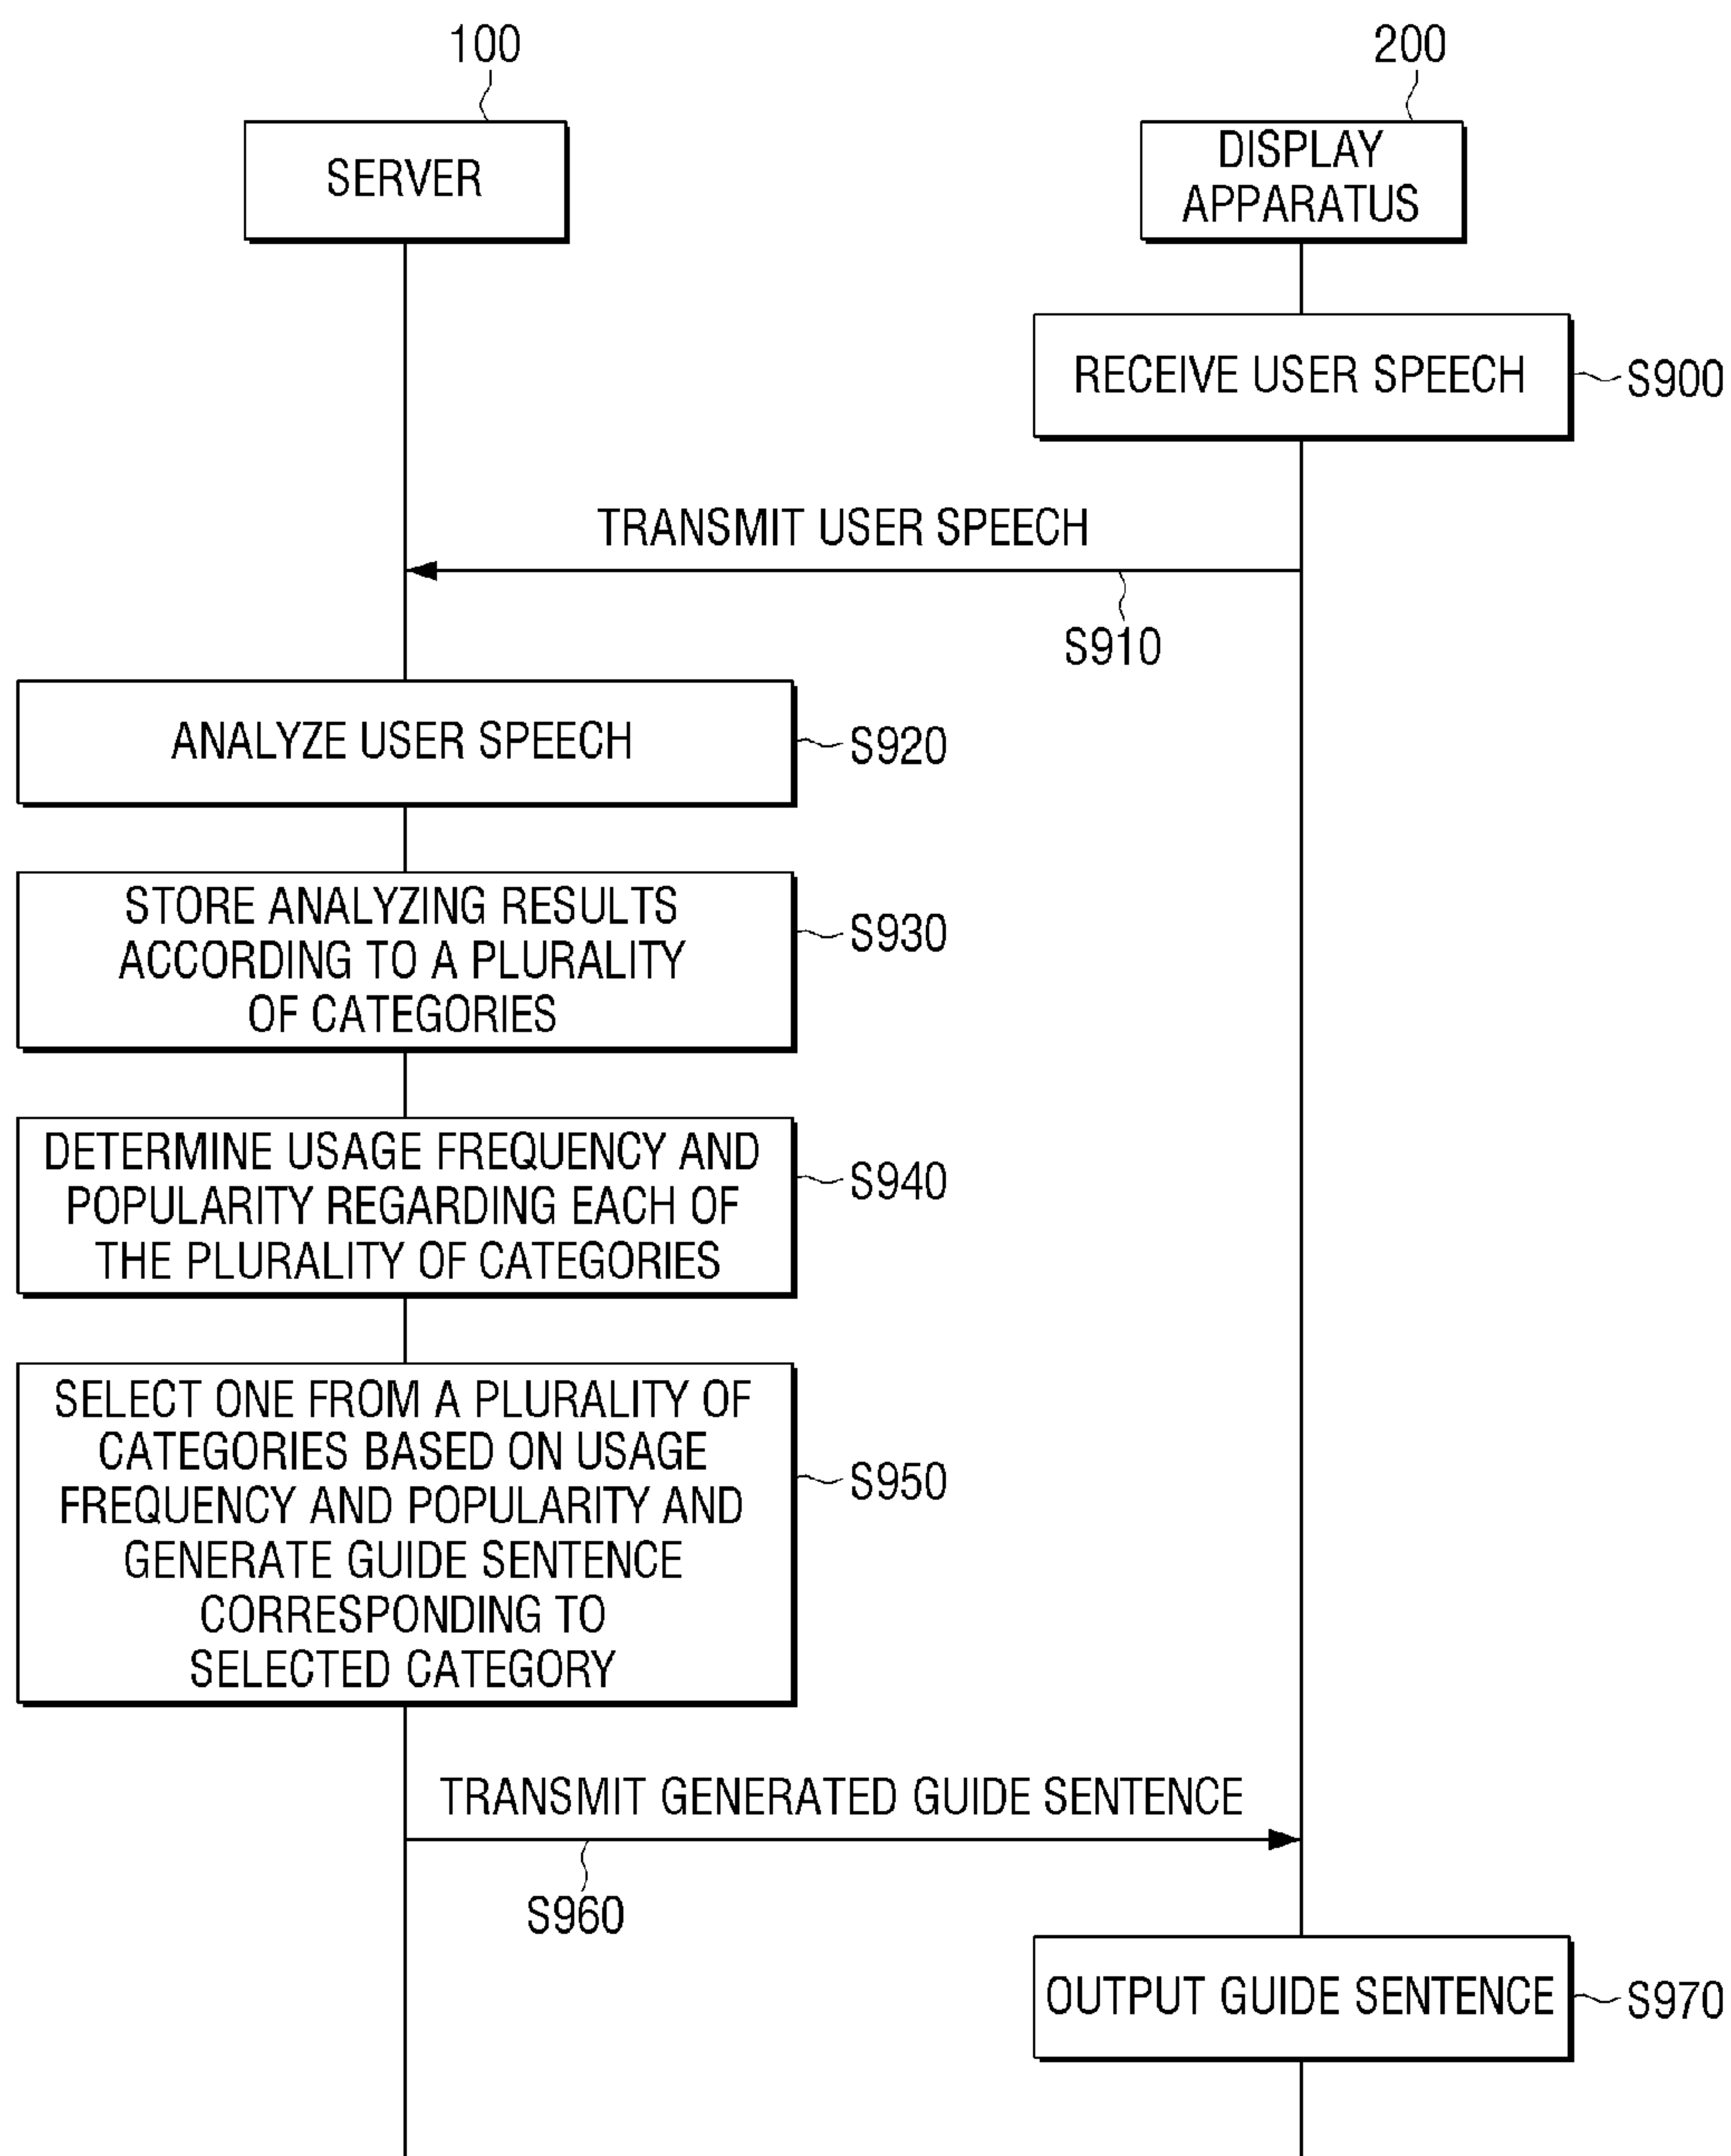 100
200
SERVER
DISPLAY
APPARATUS
RECEIVE USER SPEECH
S900
TRANSMIT USER SPEECH
S910
ANALYZE USER SPEECH
S920
STORE ANALYZING RESULTS
ACCORDING TO A PLURALITY
OF CATEGORIES
S930
DETERMINE USAGE FREQUENCY AND
POPULARITY REGARDING EACH OF
THE PLURALITY OF CATEGORIES
S940
SELECT ONE FROM A PLURALITY OF
CATEGORIES BASED ON USAGE
FREQUENCY AND POPULARITY AND
GENERATE GUIDE SENTENCE
CORRESPONDING TO
SELECTED CATEGORY
S950
TRANSMIT GENERATED GUIDE SENTENCE
S960
OUTPUT GUIDE SENTENCE
S970